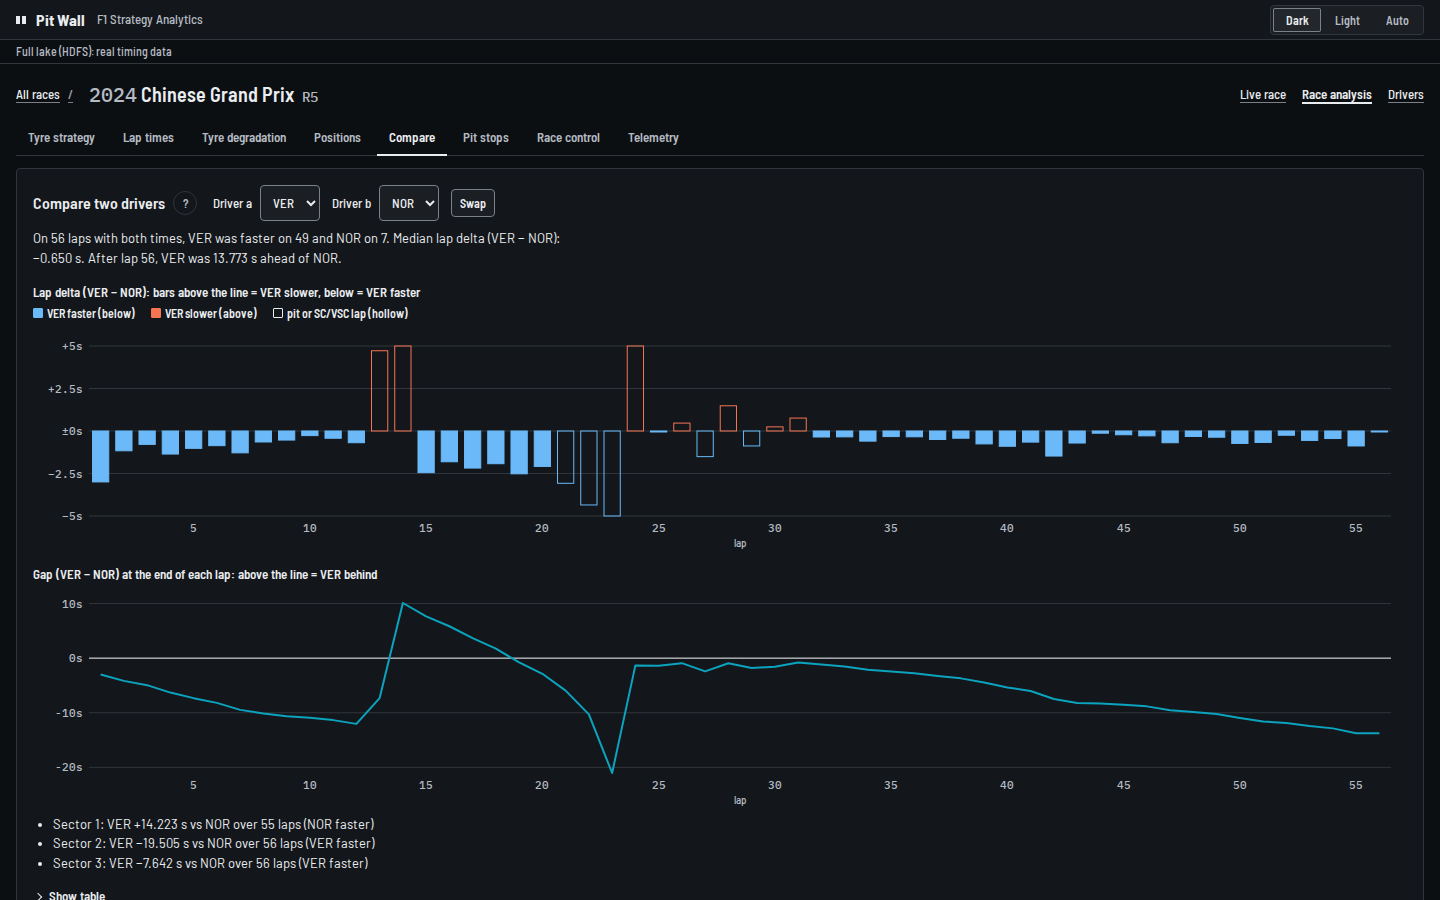 Pit Wall F1 Strategy Analytics Dark Light Auto
Full lake (HDFS): real timing data
All races / 2024 Chinese Grand Prix R5 Live race Race analysis Drivers
Tyre strategy Lap times Tyre degradation Positions Compare Pit stops Race control Telemetry
Compare two drivers ? Driver a VER Driver b NOR Swap
On 56 laps with both times, VER was faster on 49 and NOR on 7. Median lap delta (VER − NOR):
−0.650 s. After lap 56, VER was 13.773 s ahead of NOR.
Lap delta (VER − NOR): bars above the line = VER slower, below = VER faster
VER faster (below) VER slower (above) pit or SC/VSC lap (hollow)
+5s
+2.5s
±0s
−2.5s
−5s
5 10 15 20 25 30 35 40 45 50 55
lap
Gap (VER − NOR) at the end of each lap: above the line = VER behind
10s
0s
-10s
-20s
5 10 15 20 25 30 35 40 45 50 55
lap
Sector 1: VER +14.223 s vs NOR over 55 laps (NOR faster)
Sector 2: VER −19.505 s vs NOR over 56 laps (VER faster)
Sector 3: VER −7.642 s vs NOR over 56 laps (VER faster)
Show table